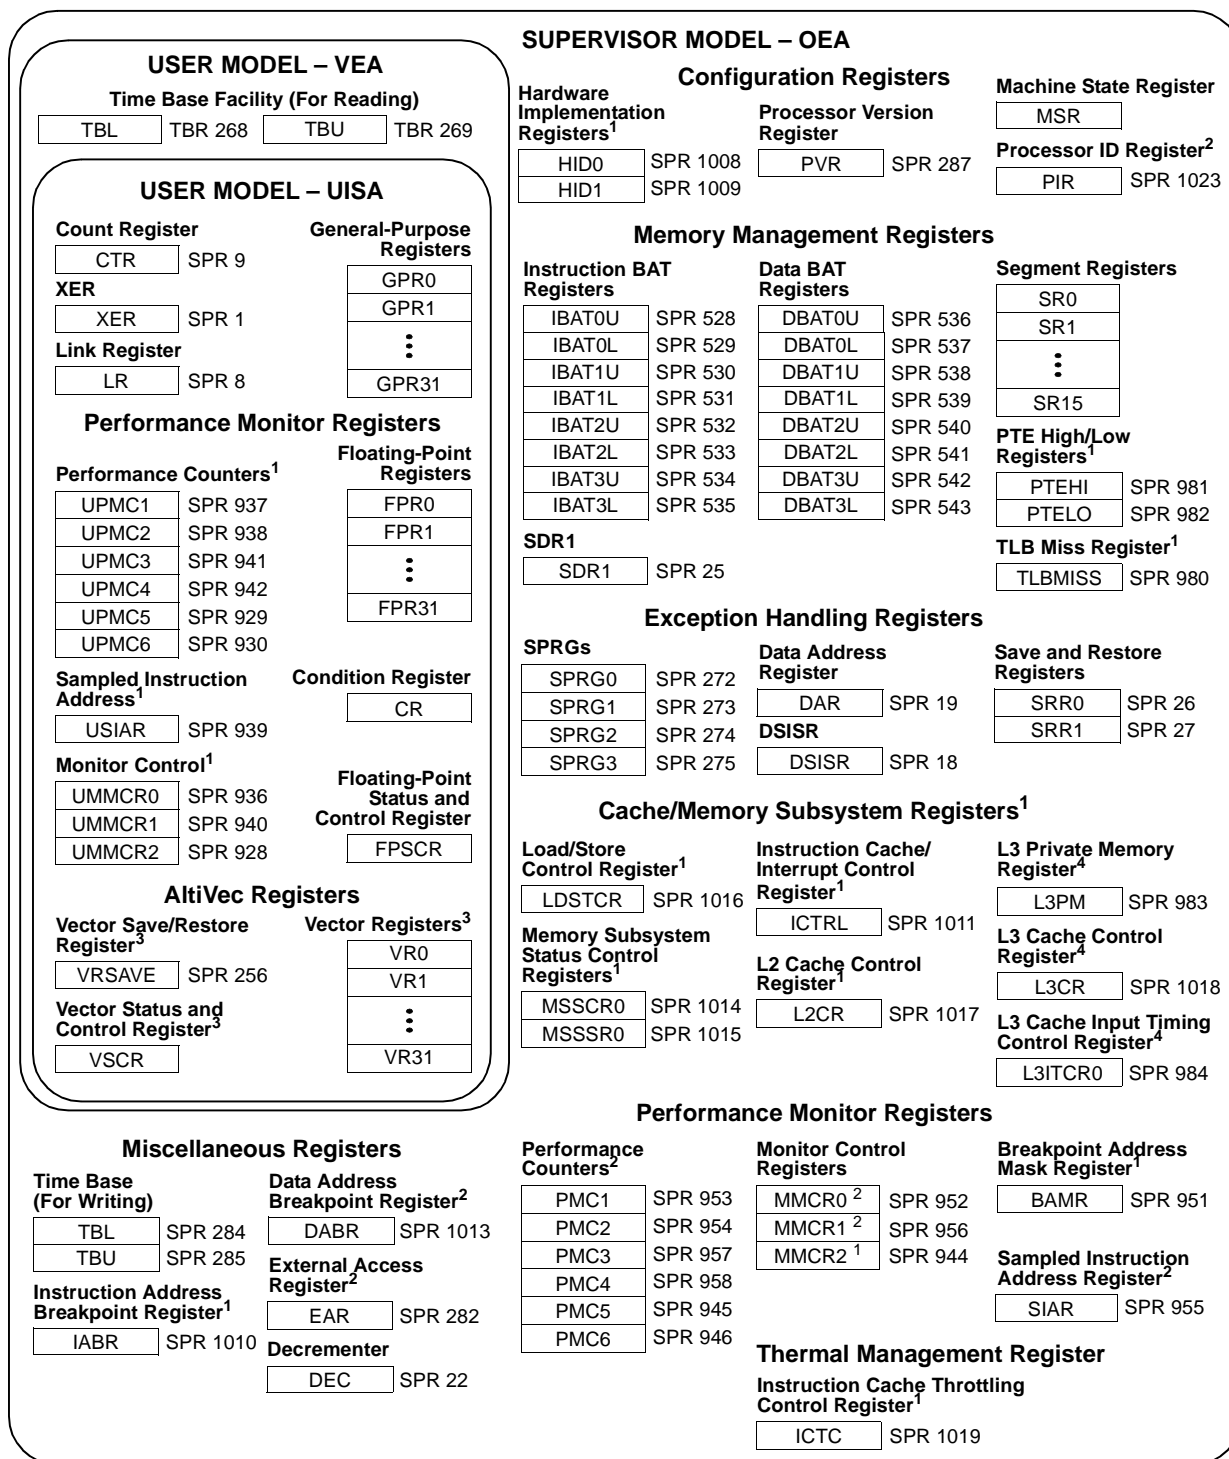 SUPERVISOR MODEL – OEA
USER MODEL – VEA
Time Base Facility (For Reading)
TBL TBR 268 TBU TBR 269
USER MODEL – UISA
Count Register
CTR SPR 9
XER
XER SPR 1
Link Register
LR SPR 8
General-Purpose
Registers
GPR0
GPR1
GPR31
Performance Monitor Registers
Performance Counters1
UPMC1 SPR 937
UPMC2 SPR 938
UPMC3 SPR 941
UPMC4 SPR 942
UPMC5 SPR 929
UPMC6 SPR 930
Floating-Point
Registers
FPR0
FPR1
FPR31
Sampled Instruction
Address1
USIAR SPR 939
Condition Register
CR
Monitor Control1
UMMCR0 SPR 936
UMMCR1 SPR 940
UMMCR2 SPR 928
Floating-Point
Status and
Control Register
FPSCR
AltiVec Registers
Vector Save/Restore
Register3
VRSAVE SPR 256
Vector Status and
Control Register3
VSCR
Vector Registers3
VR0
VR1
VR31
Configuration Registers
Hardware
Implementation
Registers1
HID0 SPR 1008
HID1 SPR 1009
Processor Version
Register
PVR SPR 287
Machine State Register
MSR
Processor ID Register2
PIR SPR 1023
Memory Management Registers
Instruction BAT
Registers
IBAT0U SPR 528
IBAT0L SPR 529
IBAT1U SPR 530
IBAT1L SPR 531
IBAT2U SPR 532
IBAT2L SPR 533
IBAT3U SPR 534
IBAT3L SPR 535
SDR1
SDR1 SPR 25
Data BAT
Registers
DBAT0U SPR 536
DBAT0L SPR 537
DBAT1U SPR 538
DBAT1L SPR 539
DBAT2U SPR 540
DBAT2L SPR 541
DBAT3U SPR 542
DBAT3L SPR 543
Segment Registers
SR0
SR1
SR15
PTE High/Low
Registers1
PTEHI SPR 981
PTELO SPR 982
TLB Miss Register1
TLBMISS SPR 980
Exception Handling Registers
SPRGs
SPRG0 SPR 272
SPRG1 SPR 273
SPRG2 SPR 274
SPRG3 SPR 275
Data Address
Register
DAR SPR 19
DSISR
DSISR SPR 18
Save and Restore
Registers
SRR0 SPR 26
SRR1 SPR 27
Cache/Memory Subsystem Registers1
Load/Store
Control Register1
LDSTCR SPR 1016
Memory Subsystem
Status Control
Registers1
MSSCR0 SPR 1014
MSSSR0 SPR 1015
Instruction Cache/
Interrupt Control
Register1
ICTRL SPR 1011
L2 Cache Control
Register1
L2CR SPR 1017
L3 Private Memory
Register4
L3PM SPR 983
L3 Cache Control
Register4
L3CR SPR 1018
L3 Cache Input Timing
Control Register4
L3ITCR0 SPR 984
Miscellaneous Registers
Time Base
(For Writing)
TBL SPR 284
TBU SPR 285
Instruction Address
Breakpoint Register1
IABR SPR 1010
Data Address
Breakpoint Register2
DABR SPR 1013
External Access
Register2
EAR SPR 282
Decrementer
DEC SPR 22
Performance Monitor Registers
Performance
Counters2
PMC1 SPR 953
PMC2 SPR 954
PMC3 SPR 957
PMC4 SPR 958
PMC5 SPR 945
PMC6 SPR 946
Monitor Control
Registers
MMCR0 2 SPR 952
MMCR1 2 SPR 956
MMCR2 1 SPR 944
Breakpoint Address
Mask Register1
BAMR SPR 951
Sampled Instruction
Address Register2
SIAR SPR 955
Thermal Management Register
Instruction Cache Throttling
Control Register1
ICTC SPR 1019